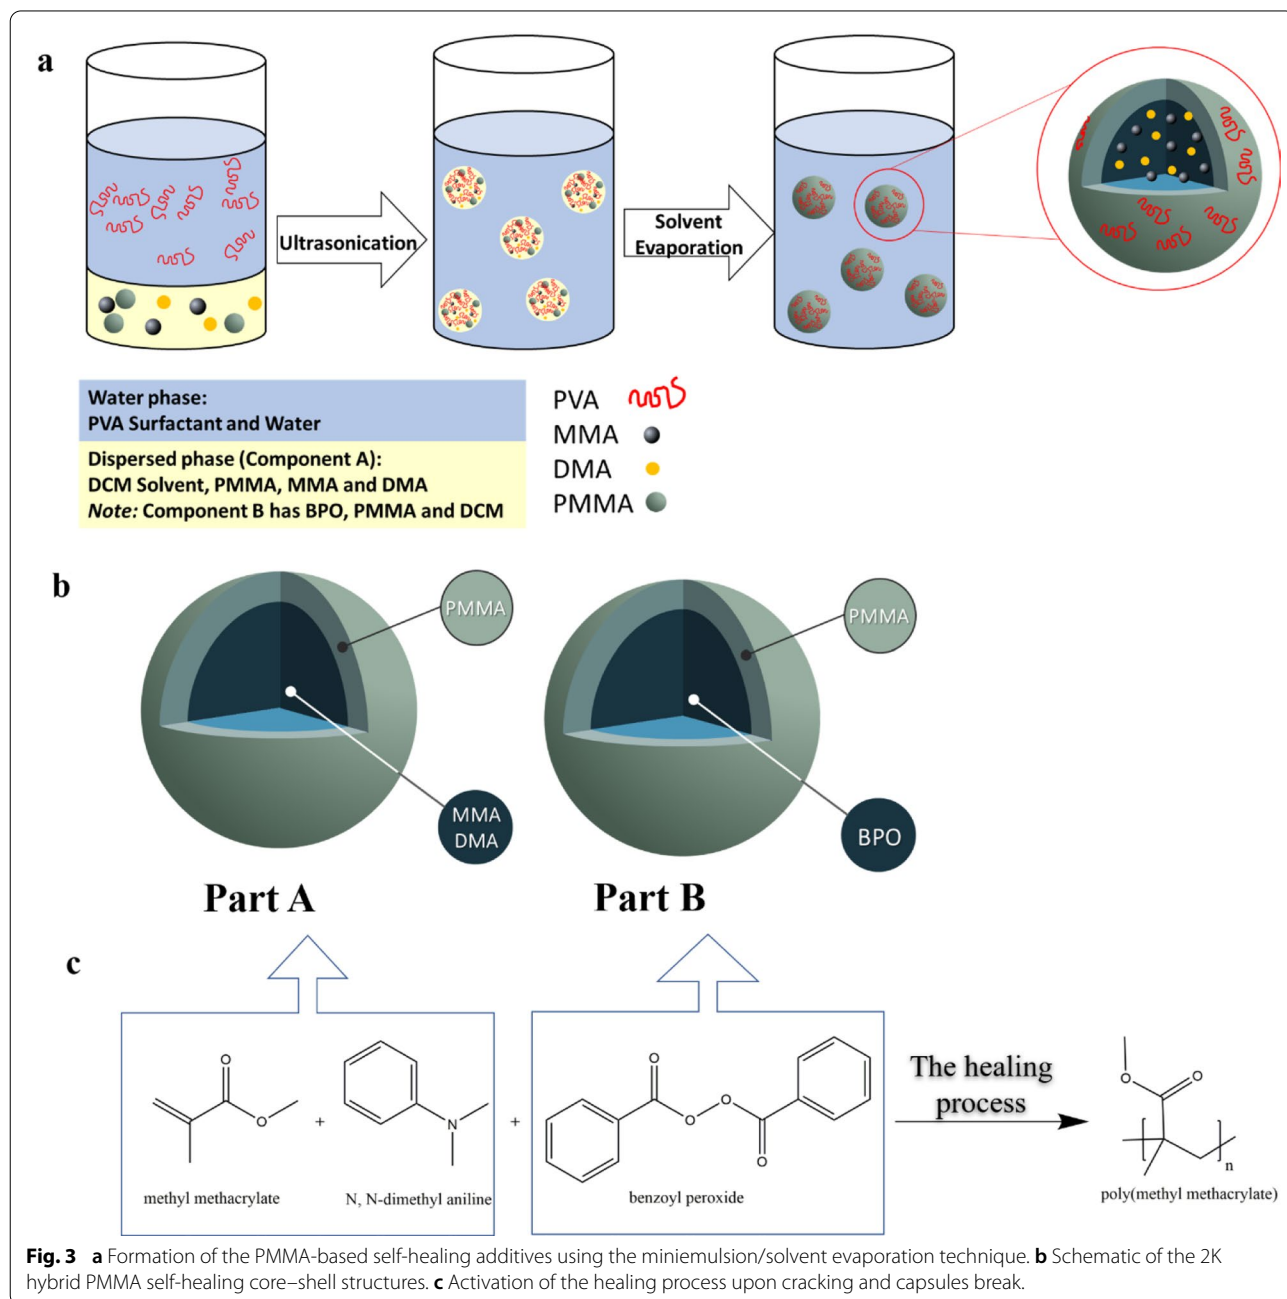 a
Ultrasonication
Solvent
Evaporation
Water phase:
PVA Surfactant and Water
Dispersed phase (Component A):
DCM Solvent, PMMA, MMA and DMA
Note: Component B has BPO, PMMA and DCM
PVA
MMA
DMA
PMMA
b
PMMA
PMMA
MMA
DMA
BPO
Part A
Part B
c
O
O
+
N
+
O
O
O
O
The healing
process
O
O
n
methyl methacrylate
N, N-dimethyl aniline
benzoyl peroxide
poly(methyl methacrylate)
Fig. 3 a Formation of the PMMA-based self-healing additives using the miniemulsion/solvent evaporation technique. b Schematic of the 2K
hybrid PMMA self-healing core–shell structures. c Activation of the healing process upon cracking and capsules break.